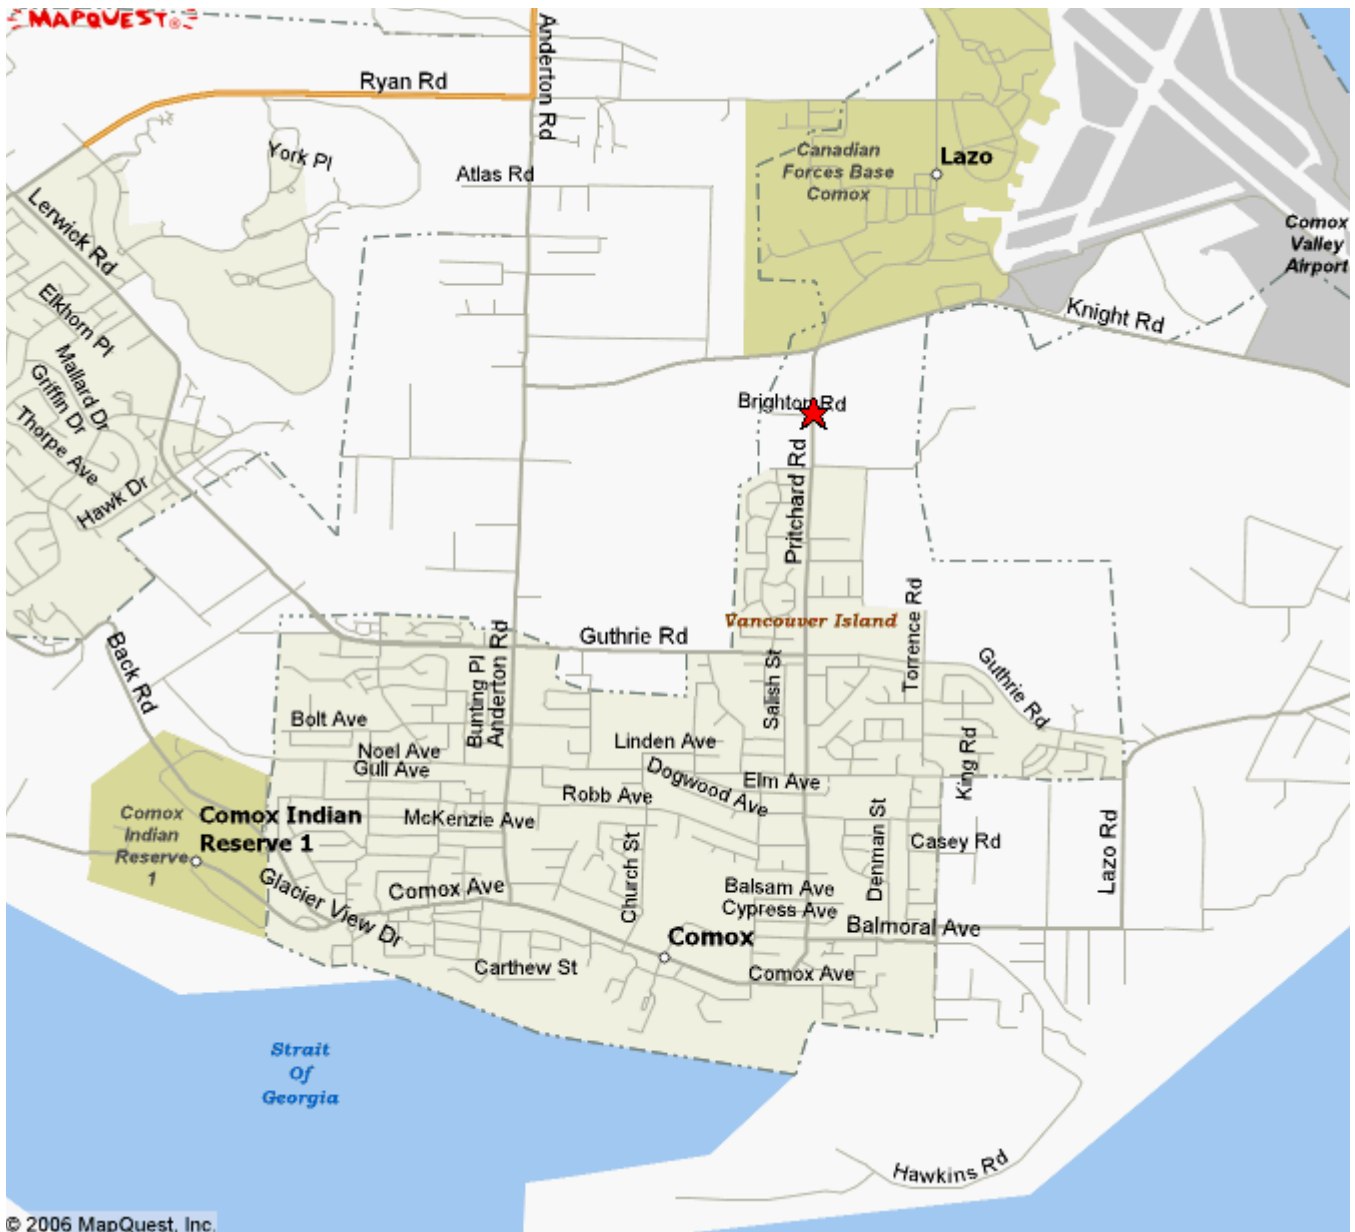 MAPQUEST®
Anderton Rd
Ryan Rd
York Pl
Atlas Rd
Canadian
Forces Base
Comox
Lazo
Comox
Valley
Airport
Lerwick Rd
Elkhorn Pl
Mallard Dr
Griffin Dr
Thorpe Ave
Hawk Dr
Knight Rd
Brighton Rd
Pritchard Rd
Vancouver Island
Torrence Rd
Guthrie Rd
Guthrie Rd
Back Rd
Bunting Pl
Anderton Rd
Salish St
Bolt Ave
Noel Ave
Gull Ave
Linden Ave
Dogwood Ave
Elm Ave
King Rd
Robb Ave
McKenzie Ave
Comox
Indian
Reserve
1
Comox Indian
Reserve 1
Church St
Denman St
Casey Rd
Lazo Rd
Glacier View Dr
Comox Ave
Balsam Ave
Cypress Ave
Balmoral Ave
Comox
Carthew St
Comox Ave
Strait
Of
Georgia
Hawkins Rd
© 2006 MapQuest, Inc.